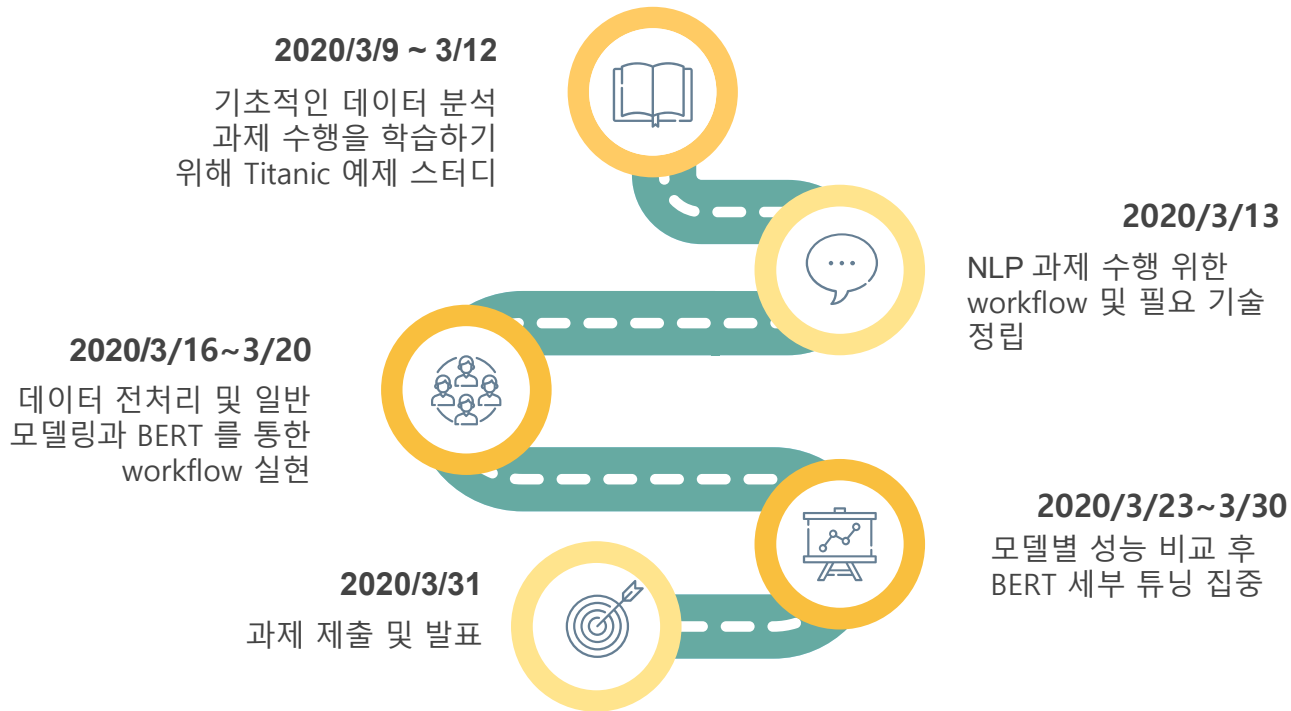 2020/3/9 ~ 3/12
기초적인 데이터 분석
과제 수행을 학습하기
위해 Titanic 예제 스터디
2020/3/13
NLP 과제 수행 위한
workflow 및 필요 기술
정립
2020/3/16~3/20
데이터 전처리 및 일반
모델링과 BERT 를 통한
workflow 실현
2020/3/23~3/30
모델별 성능 비교 후
BERT 세부 튜닝 집중
2020/3/31
과제 제출 및 발표